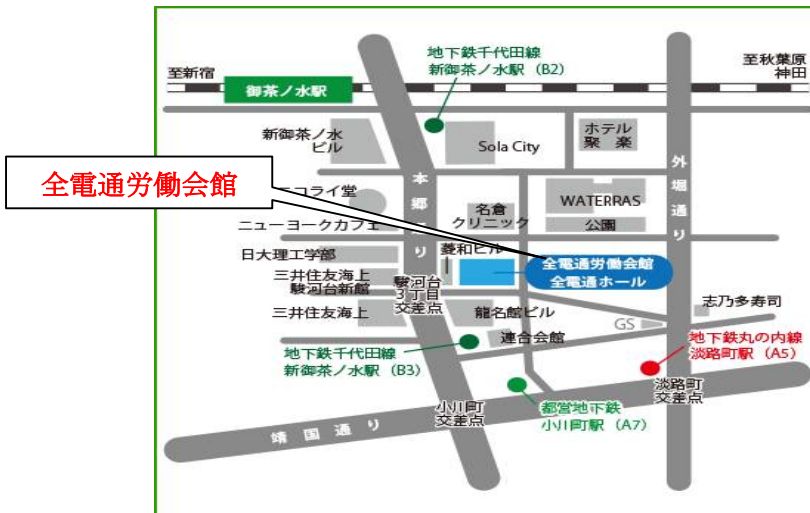 地下鉄千代田線
新御茶ノ水駅（B2）
至新宿
至秋葉原
神田
御茶ノ水駅
新御茶ノ水
ビル
Sola City
ホテル
聚楽
外堀通り
本郷
り
全電通労働会館
コライ堂
WATERRAS
名倉
クリニック
公園
ニューヨークカフェ
菱和ビル
日大理工学部
全電通労働会館
全電通ホール
三井住友海上
駿河台新館
駿河台
3丁目
交差点
志乃多寿司
三井住友海上
龍名館ビル
GS
連合会館
地下鉄千代田線
新御茶ノ水駅（B3）
地下鉄丸の内線
淡路町駅（A5）
淡路町
交差点
小川町
交差点
都営地下鉄
小川町駅（A7）
靖国通り